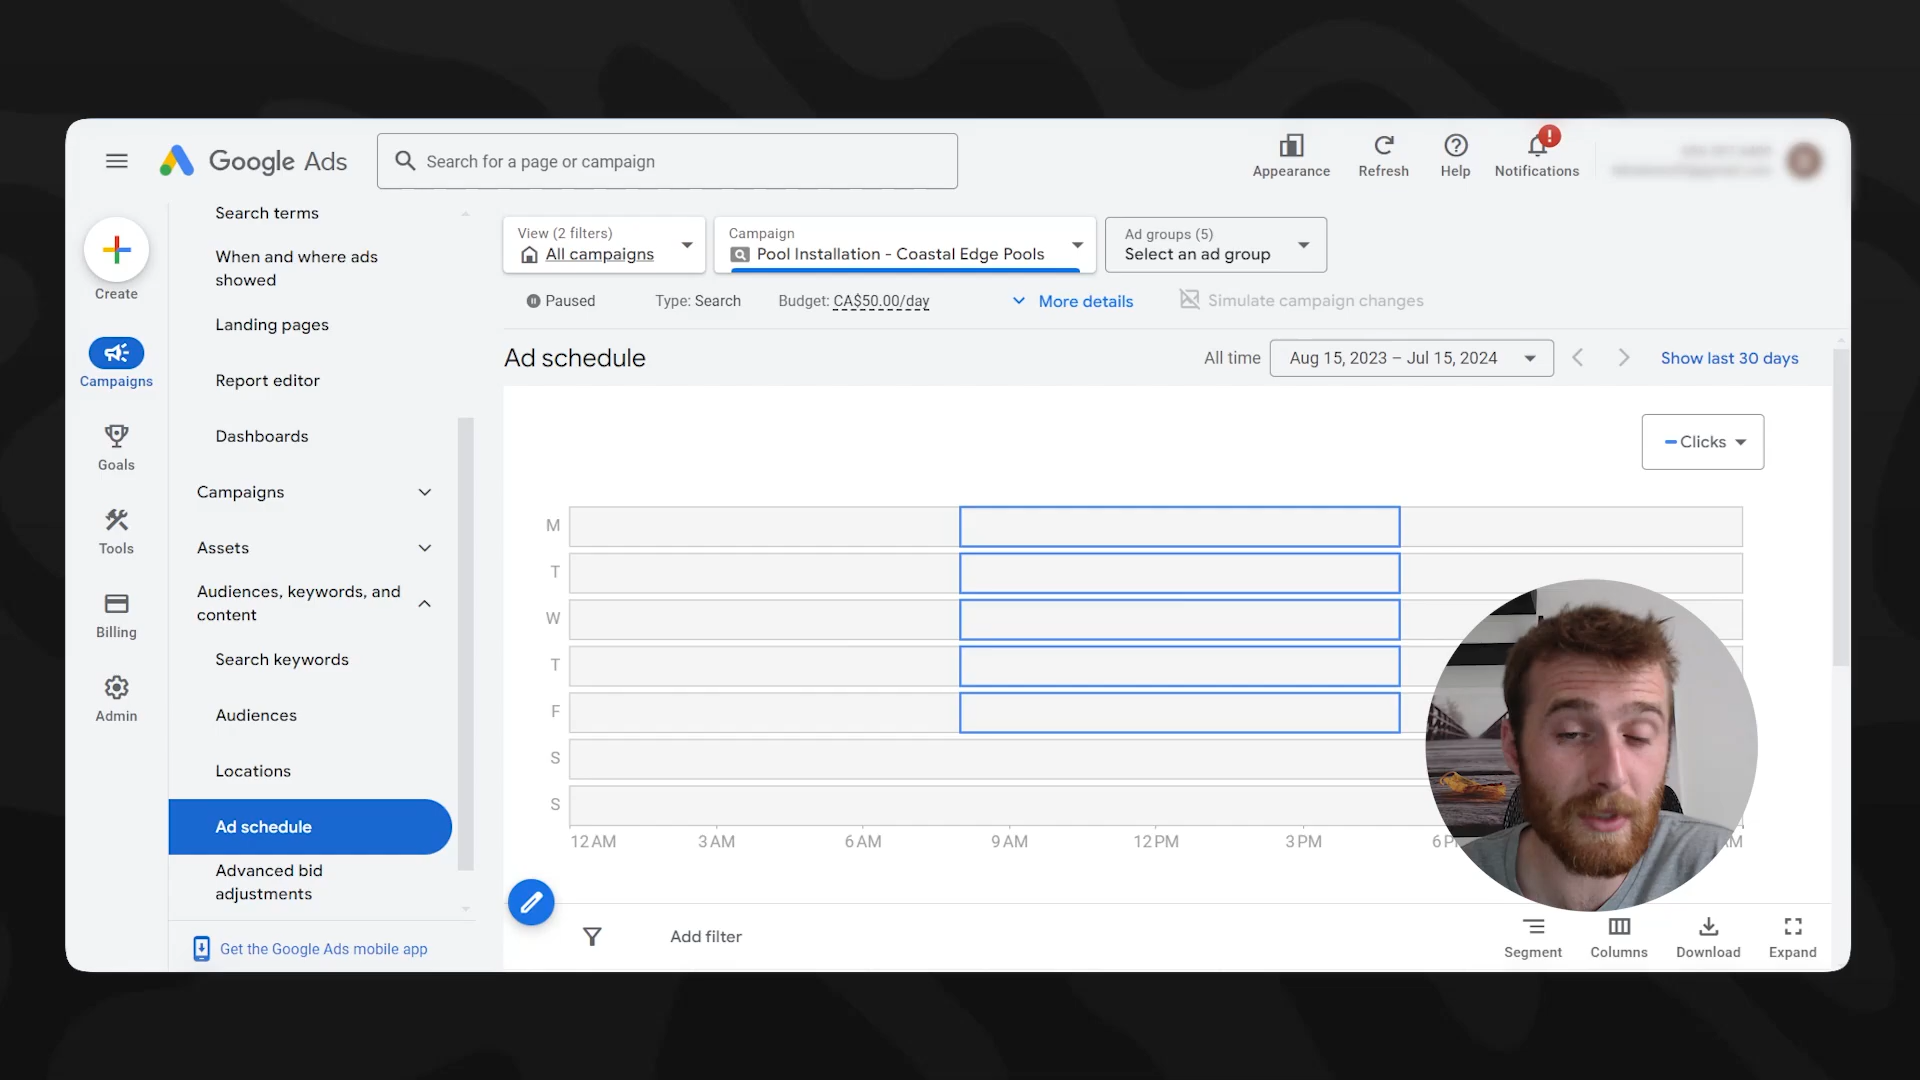 Google Ads
Search for a page or campaign
Appearance
Refresh
Help
!
Notifications
Create
Campaigns
Goals
Tools
Billing
Admin
Search terms
When and where ads
showed
Landing pages
Report editor
Dashboards
Campaigns
Assets
Audiences, keywords, and
content
Search keywords
Audiences
Locations
Ad schedule
Advanced bid
adjustments
Get the Google Ads mobile app
View (2 filters)
All campaigns
Campaign
Pool Installation - Coastal Edge Pools
Ad groups (5)
Select an ad group
Paused
Type: Search
Budget: CA$50.00/day
More details
Simulate campaign changes
Ad schedule
All time
Aug 15, 2023 – Jul 15, 2024
Show last 30 days
Clicks
M
T
W
T
F
S
S
12 AM
3 AM
6 AM
9 AM
12 PM
3 PM
Add filter
Segment
Columns
Download
Expand